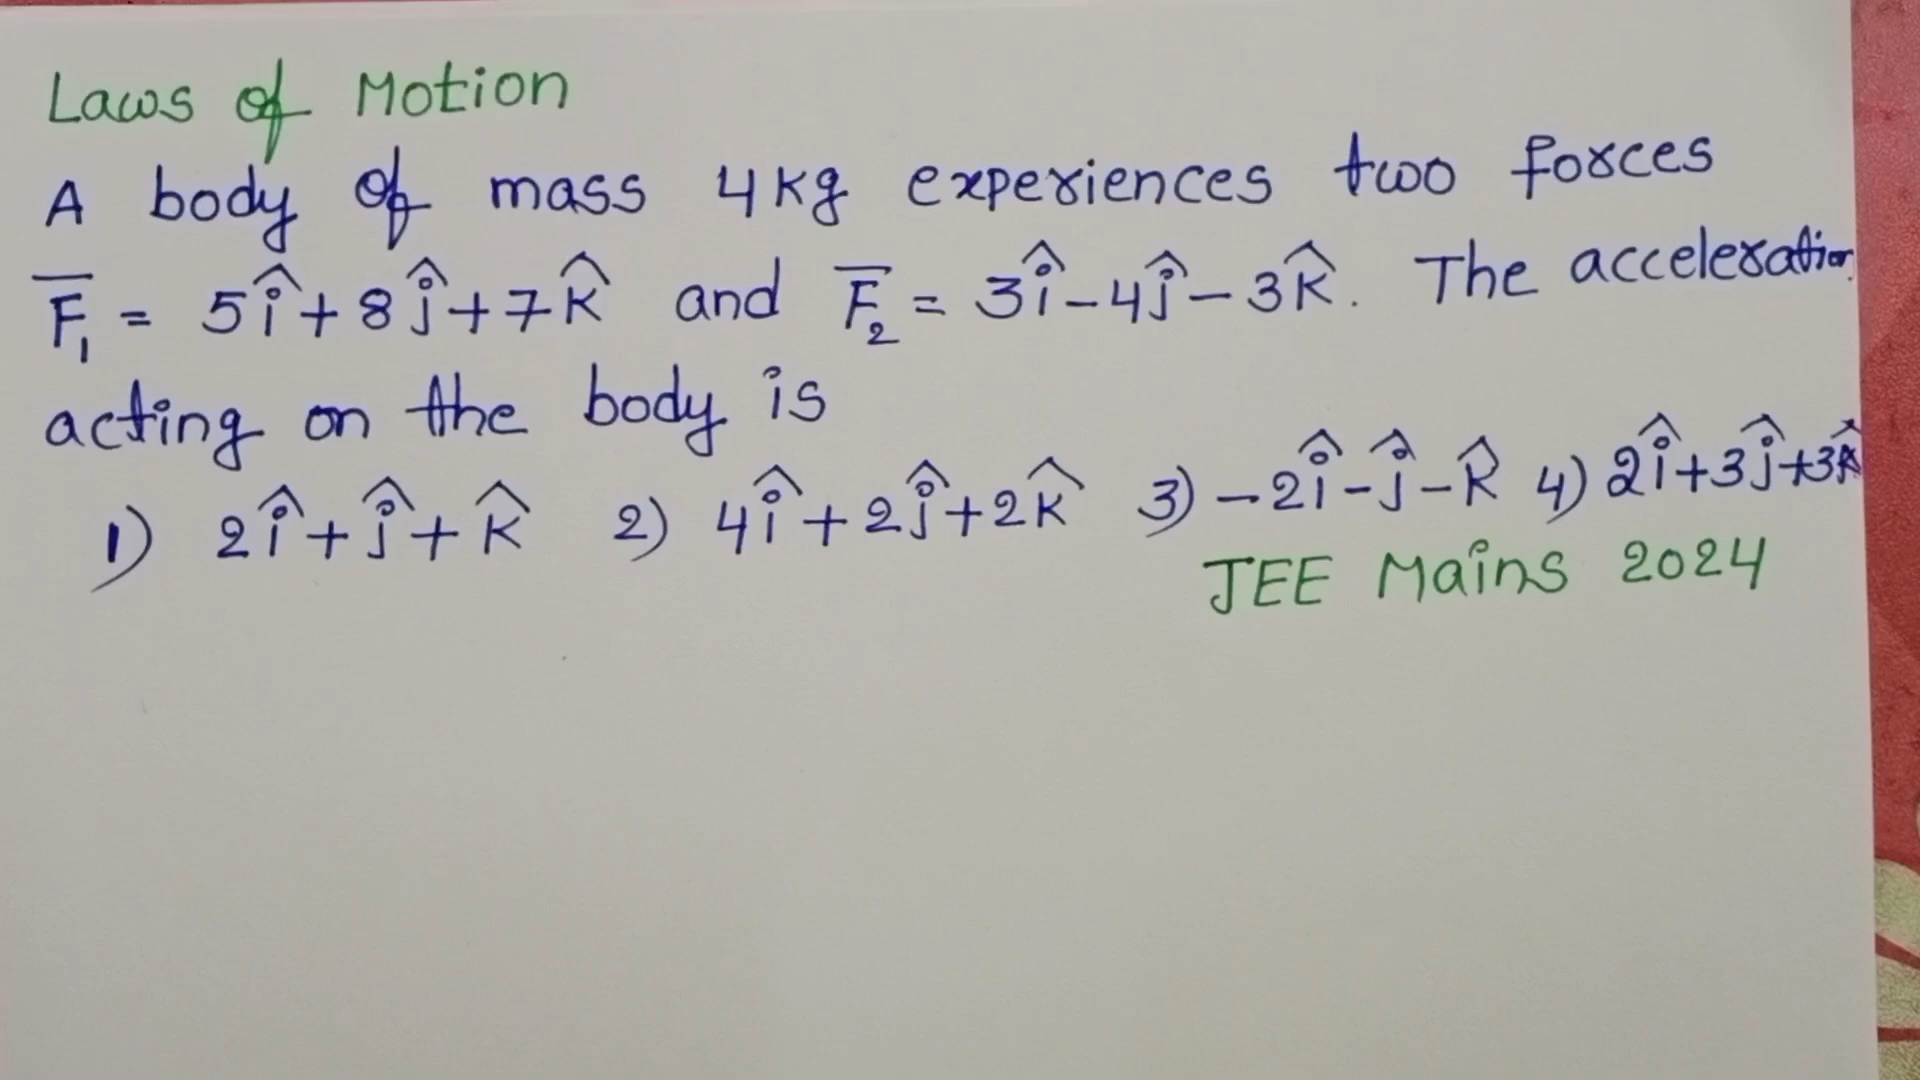 Laws of Motion
A body of mass 4kg experiences two forces
F̅₁ = 5î+8ĵ+7k̂ and F̅₂ = 3î-4ĵ-3k̂. The acceleration
acting on the body is
1) 2î+ĵ+k̂ 2) 4î+2ĵ+2k̂ 3) -2î-ĵ-k̂ 4) 2î+3ĵ+3k̂
JEE Mains 2024